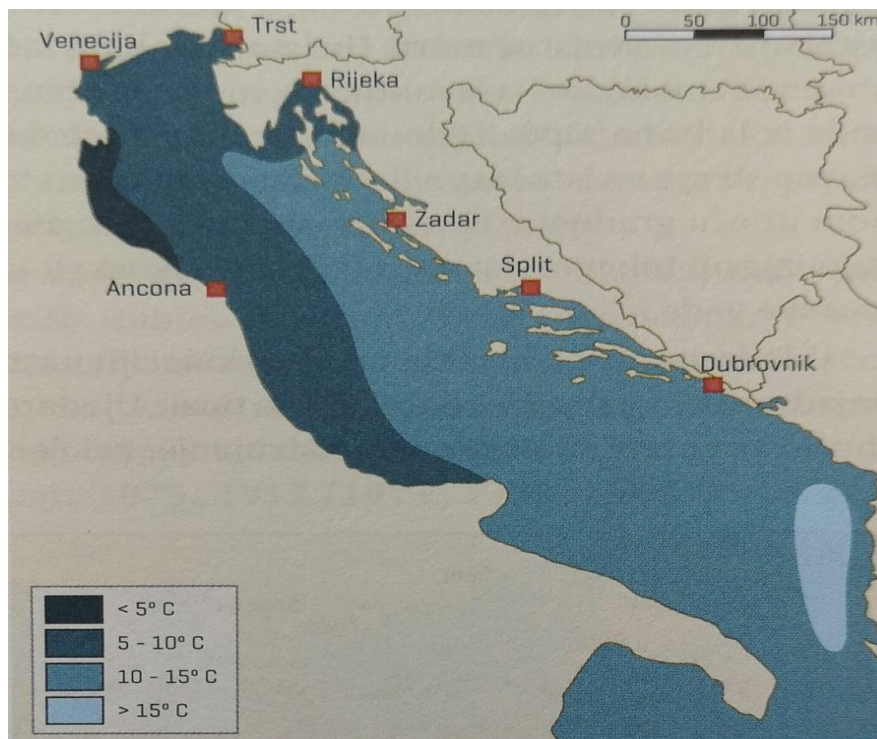 Trst
0 50 100 150 km
Venecija
Rijeka
Zadar
Split
Ancona
Dubrovnik
< 5° C
5 - 10° C
10 - 15° C
> 15° C